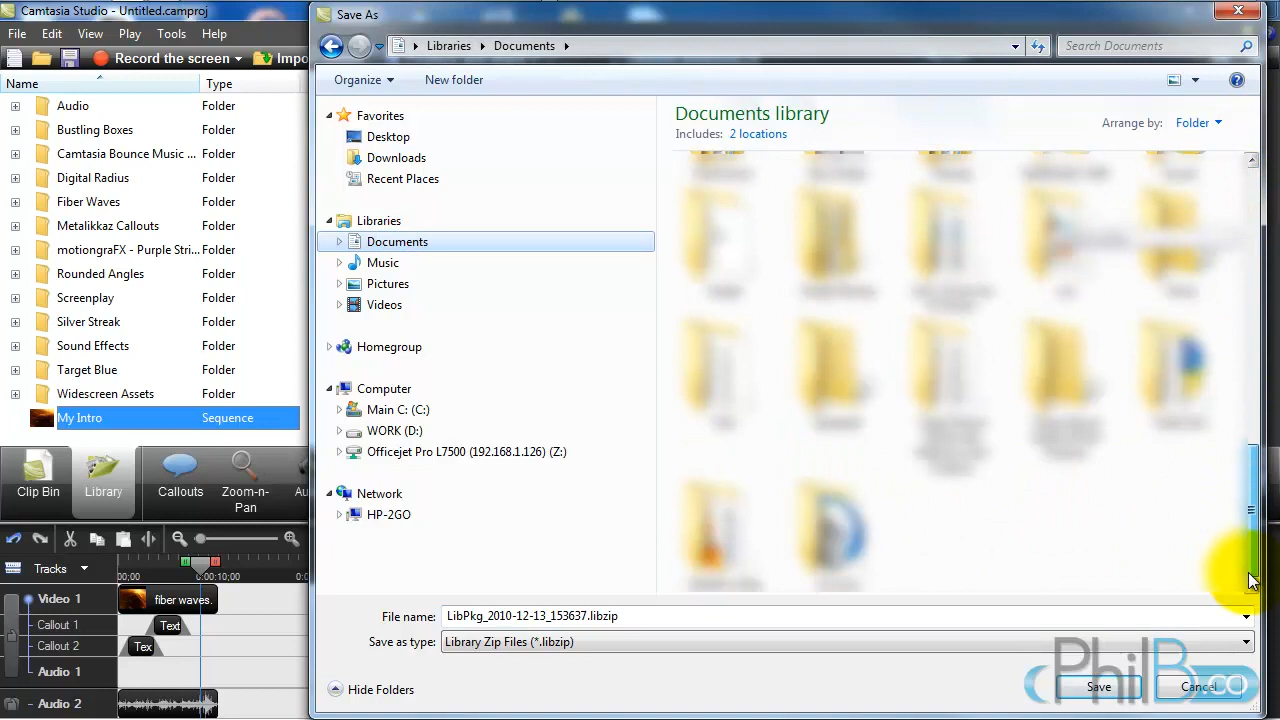 Camtasia Studio - Untitled.camproj
File Edit View Play Tools Help
Record the screen Impo
Name Type
Audio Folder
Bustling Boxes Folder
Camtasia Bounce Music ... Folder
Digital Radius Folder
Fiber Waves Folder
Metalikkaz Callouts Folder
motiongraFX - Purple Stri... Folder
Rounded Angles Folder
Screenplay Folder
Silver Streak Folder
Sound Effects Folder
Target Blue Folder
Widescreen Assets Folder
My Intro Sequence
Clip Bin Library Callouts Zoom-n-Pan Au
Tracks 00;00 0:00:10;00 0:
Video 1 fiber waves.
Callout 1 Text
Callout 2 Tex
Audio 1
Audio 2
Save As
Libraries Documents Search Documents
Organize New folder
Favorites
Desktop
Downloads
Recent Places
Libraries
Documents
Music
Pictures
Videos
Homegroup
Computer
Main C: (C:)
WORK (D:)
Officejet Pro L7500 (192.168.1.126) (Z:)
Network
HP-2GO
Documents library
Includes: 2 locations
Arrange by: Folder
File name: LibPkg_2010-12-13_153637.libzip
Save as type: Library Zip Files (*.libzip)
Hide Folders Save Cancel
PhilB.co